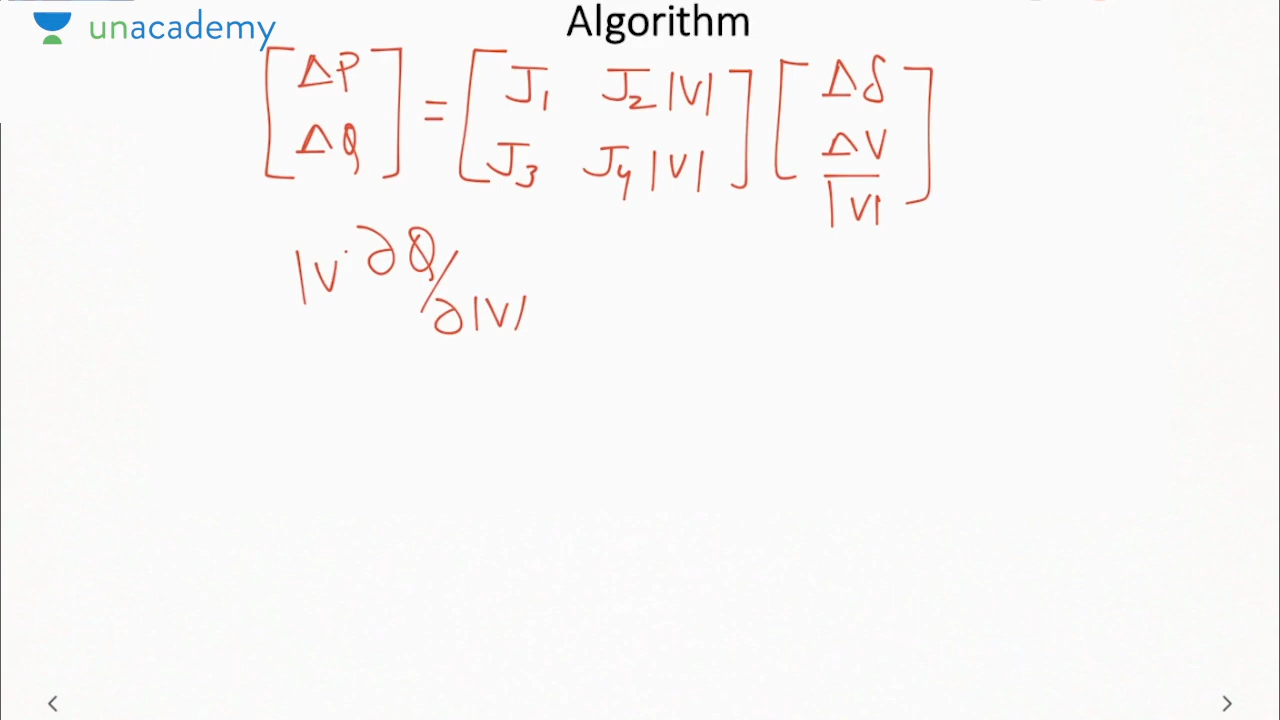 unacademy
Algorithm
[ΔP ΔQ] = [J1 J2|V| J3 J4|V|] [Δδ ΔV/|V|]
|V ∂Q/∂|V|